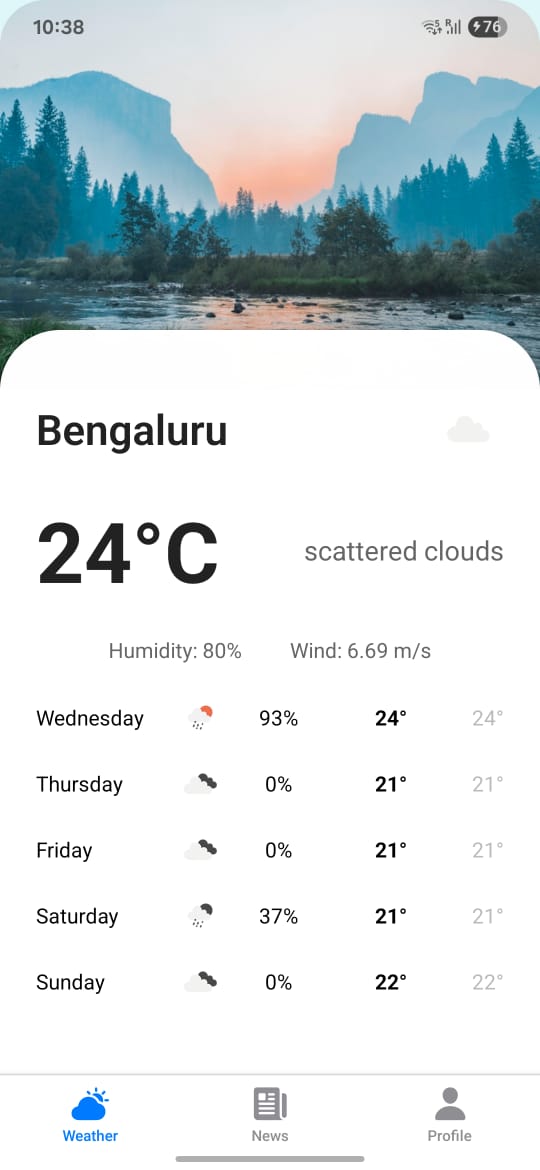 10:38 5 R 76
Bengaluru
24°C scattered clouds
Humidity: 80% Wind: 6.69 m/s
Wednesday 93% 24° 24°
Thursday 0% 21° 21°
Friday 0% 21° 21°
Saturday 37% 21° 21°
Sunday 0% 22° 22°
Weather News Profile